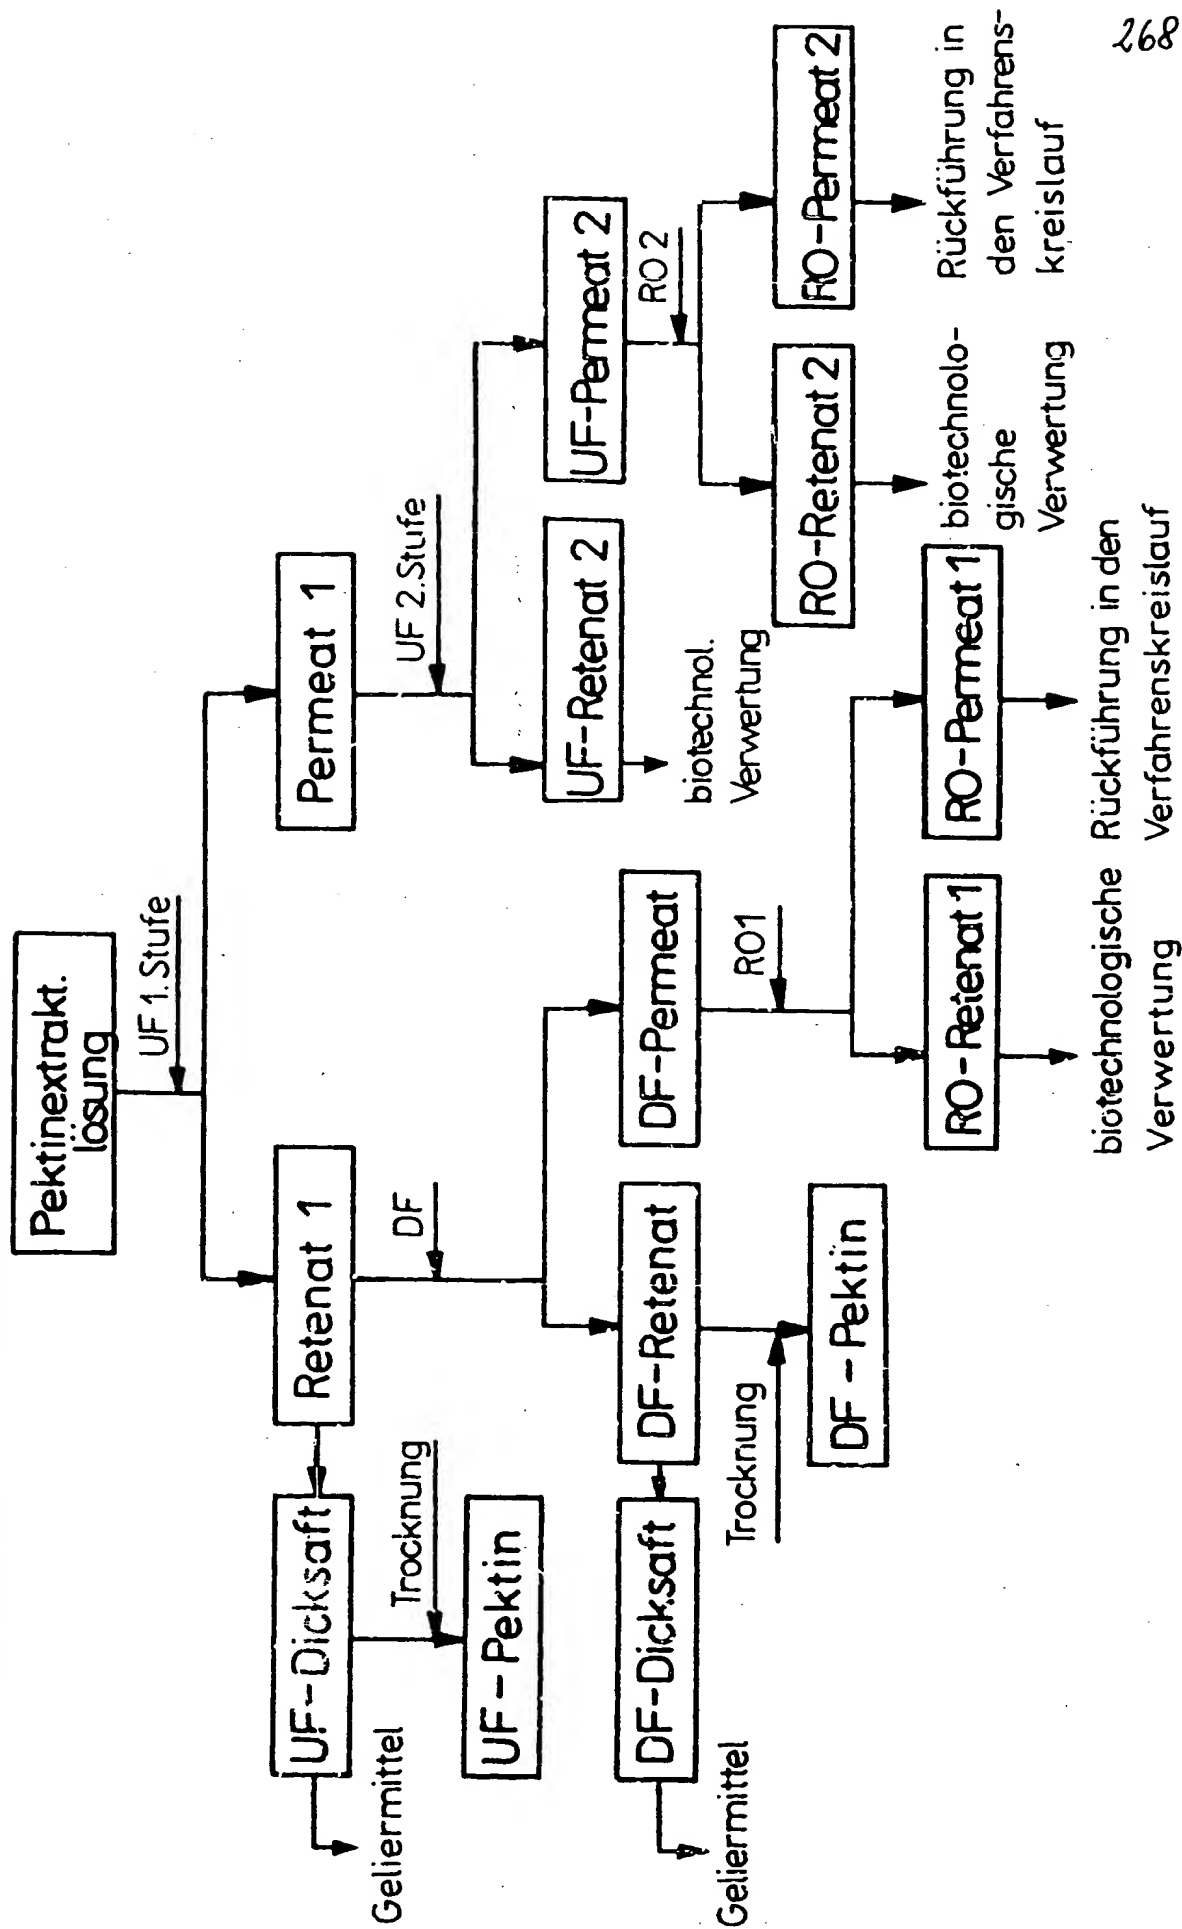 268
Pektinextrakt.
lösung
UF 1.Stufe
Retenat 1
Permeat 1
UF-Dicksaft
Geliermittel
Trocknung
UF-Pektin
DF
UF 2.Stufe
UF-Retenat 2
UF-Permeat 2
biotechnol.
Verwertung
RO2
DF-Dicksaft
DF-Retenat
DF-Permeat
Geliermittel
Trocknung
DF-Pektin
RO1
RO-Retenat 2
RO-Permeat 2
biotechnolo-
gische
Verwertung
Rückführung in
den Verfahrens-
kreislauf
RO-Reienat 1
RO-Permeat 1
biotechnologische
Verwertung
Rückführung in den
Verfahrenskreislauf